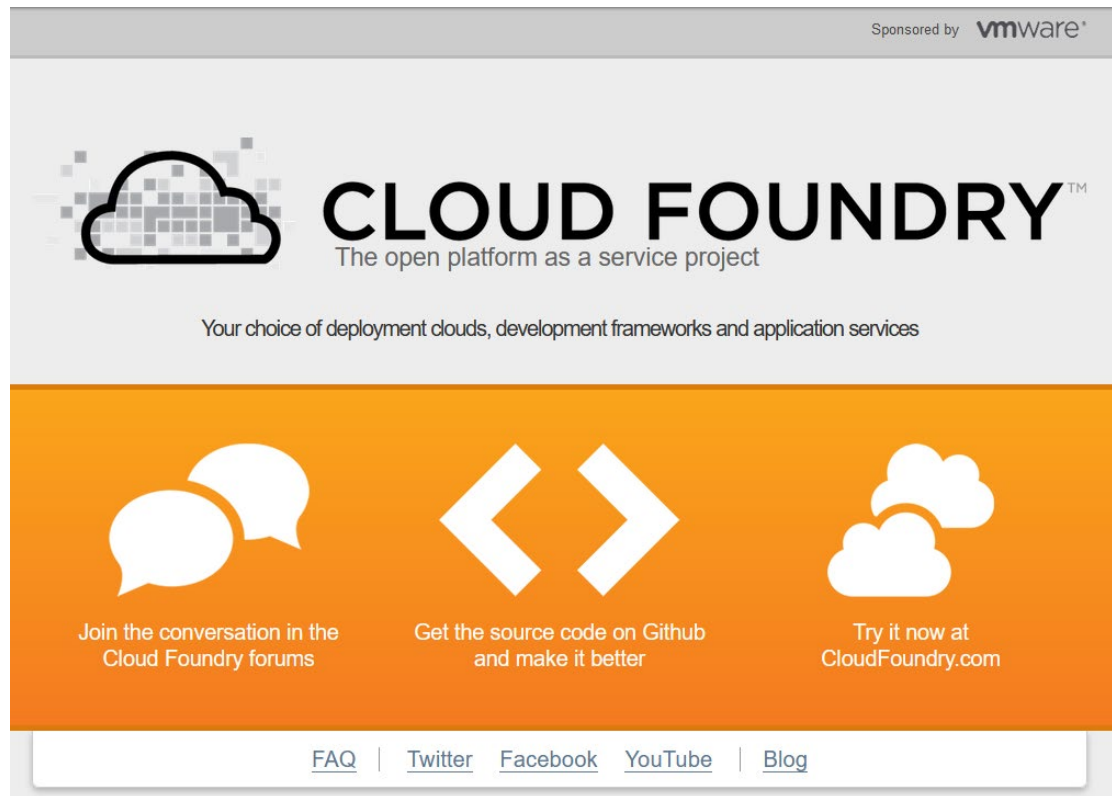 Sponsored by vmware®
CLOUD FOUNDRY™
The open platform as a service project
Your choice of deployment clouds, development frameworks and application services
Join the conversation in the
Cloud Foundry forums
Get the source code on Github
and make it better
Try it now at
CloudFoundry.com
FAQ | Twitter Facebook YouTube | Blog